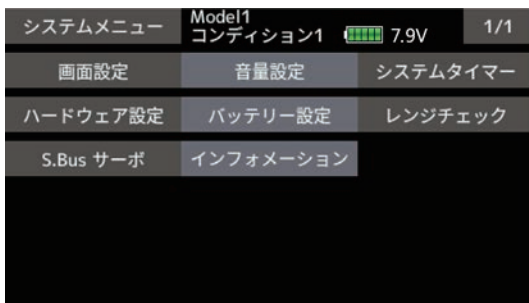 システムメニュー
Model1
コンディション1
7.9V
1/1
画面設定
音量設定
システムタイマー
ハードウェア設定
バッテリー設定
レンジチェック
S.Bus サーボ
インフォメーション